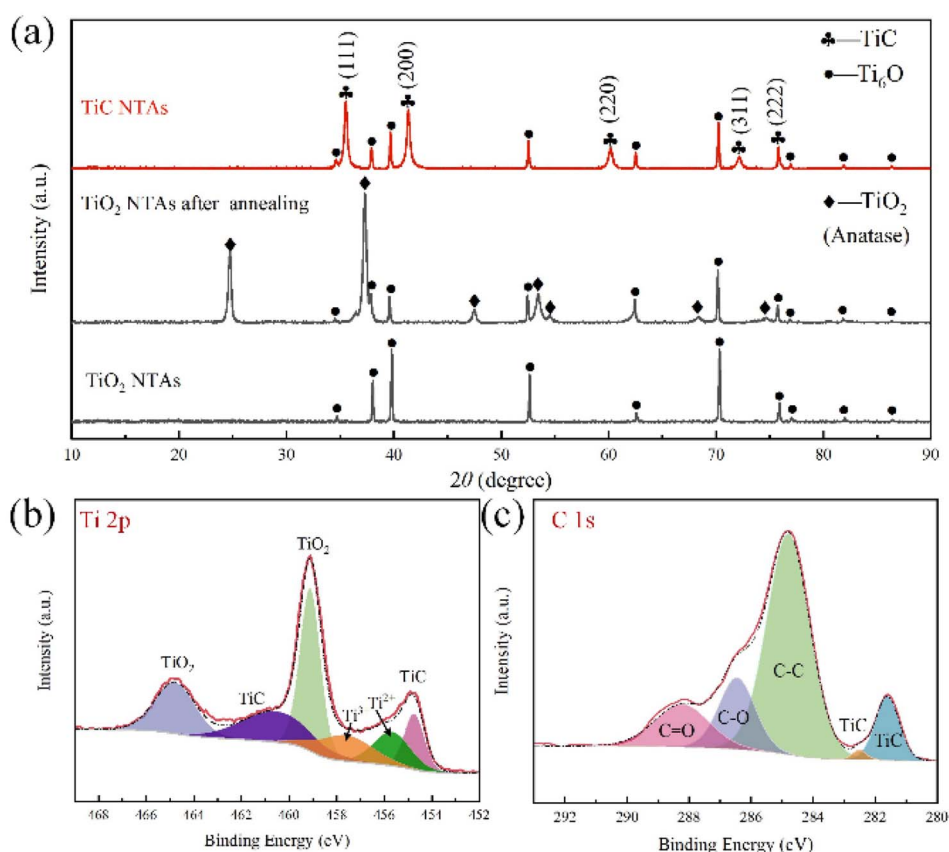 (a)
(111)
(200)
(220)
(311)
(222)
♣—TiC
●—Ti₆O
TiC NTAs
TiO₂ NTAs after annealing
◆—TiO₂
(Anatase)
TiO₂ NTAs
Intensity (a.u.)
10 20 30 40 50 60 70 80 90
2θ (degree)
(b)
Ti 2p
TiO₂
TiO₂
TiC
Ti³
Ti²⁺
TiC
Intensity (a.u.)
468 466 464 462 460 458 456 454 452
Binding Energy (eV)
(c)
C 1s
C=O
C-O
C-C
TiC
TiC
Intensity (a.u.)
292 290 288 286 284 282 280
Binding Energy (eV)